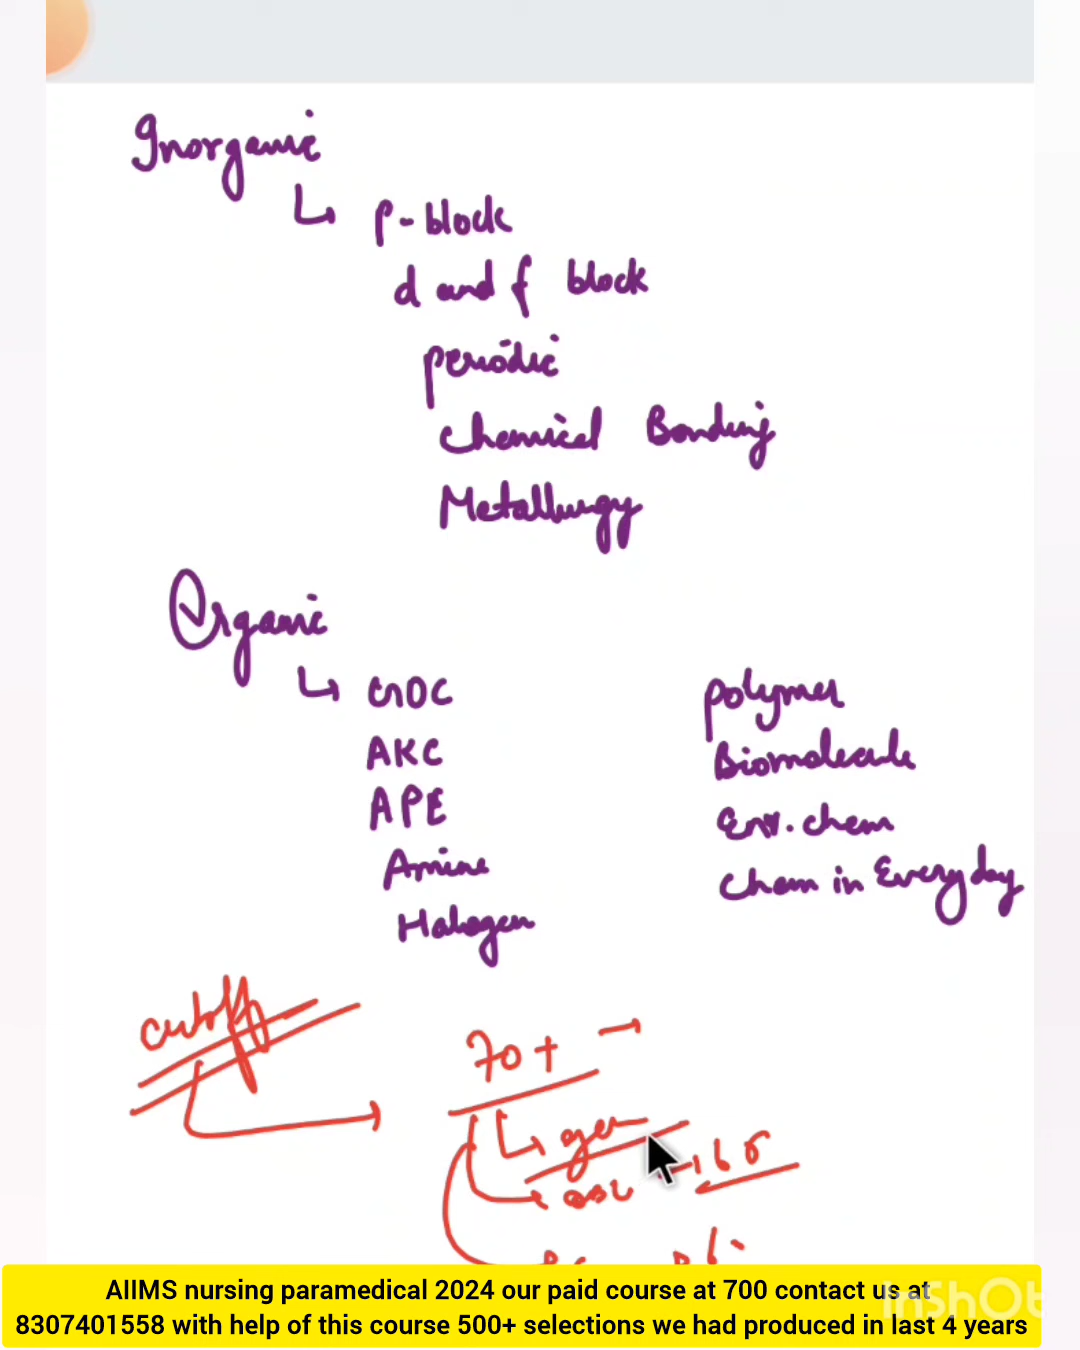 Inorganic
↳ p-block
d and f block
periodic
chemical Bonding
Metallurgy
Organic
↳ GOC
AKC
APE
Amine
Halogen
polymer
Biomolecule
Env. chem
Chem in Everyday
cutoff
70+ →
↳ gen
InShOt
AIIMS nursing paramedical 2024 our paid course at 700 contact us at
8307401558 with help of this course 500+ selections we had produced in last 4 years